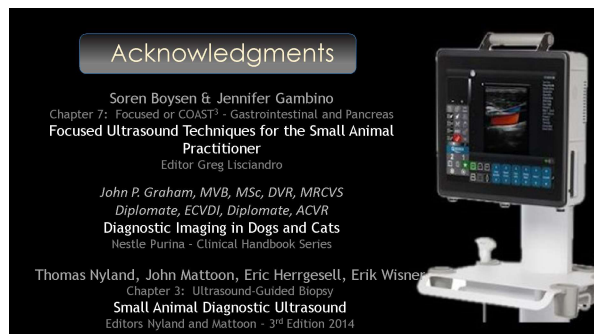 Acknowledgments
Soren Boysen & Jennifer Gambino
Chapter 7: Focused or COAST³ - Gastrointestinal and Pancreas
Focused Ultrasound Techniques for the Small Animal
Practitioner
Editor Greg Lisciandro
John P. Graham, MVB, MSc, DVR, MRCVS
Diplomate, ECVDI, Diplomate, ACVR
Diagnostic Imaging in Dogs and Cats
Nestle Purina - Clinical Handbook Series
Thomas Nyland, John Mattoon, Eric Herrgesell, Erik Wisner
Chapter 3: Ultrasound-Guided Biopsy
Small Animal Diagnostic Ultrasound
Editors Nyland and Mattoon - 3rd Edition 2014